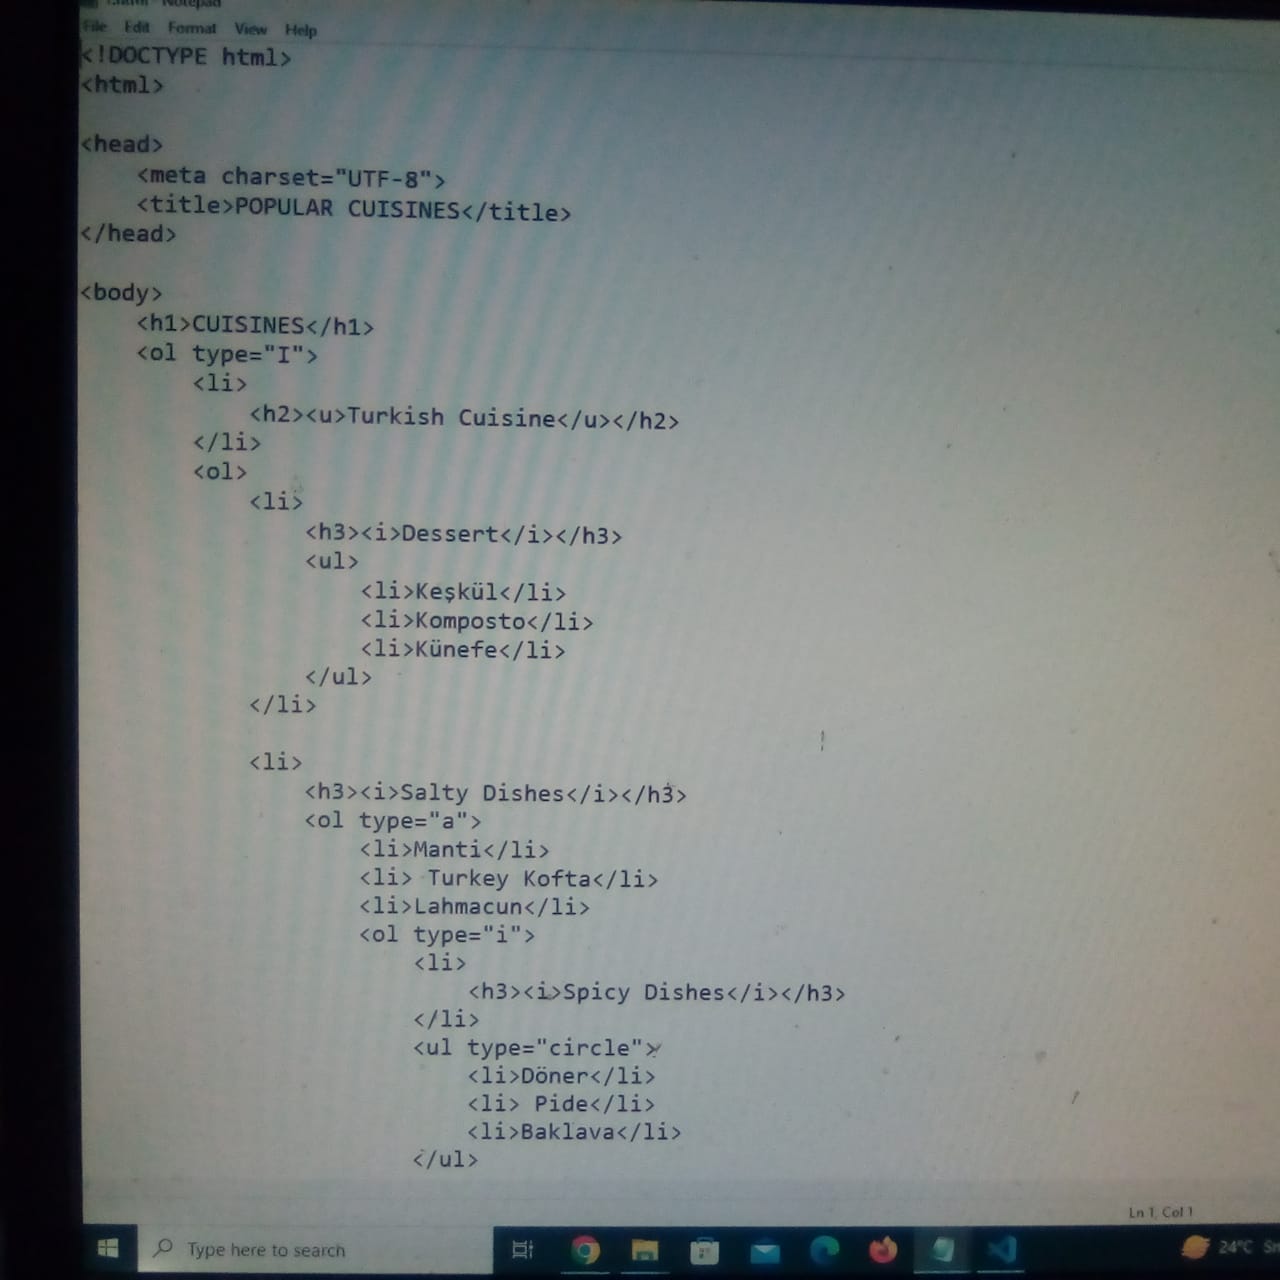 Notepad
File Edit Format View Help
<!DOCTYPE html>
<html>
<head>
<meta charset="UTF-8">
<title>POPULAR CUISINES</title>
</head>
<body>
<h1>CUISINES</h1>
<ol type="I">
<li>
<h2><u>Turkish Cuisine</u></h2>
</li>
<ol>
<li>
<h3><i>Dessert</i></h3>
<ul>
<li>Keşkül</li>
<li>Komposto</li>
<li>Künefe</li>
</ul>
</li>
<li>
<h3><i>Salty Dishes</i></h3>
<ol type="a">
<li>Manti</li>
<li> Turkey Kofta</li>
<li>Lahmacun</li>
<ol type="i">
<li>
<h3><i>Spicy Dishes</i></h3>
</li>
<ul type="circle">
<li>Döner</li>
<li> Pide</li>
<li>Baklava</li>
</ul>
Ln 1, Col 1
Type here to search
24°C